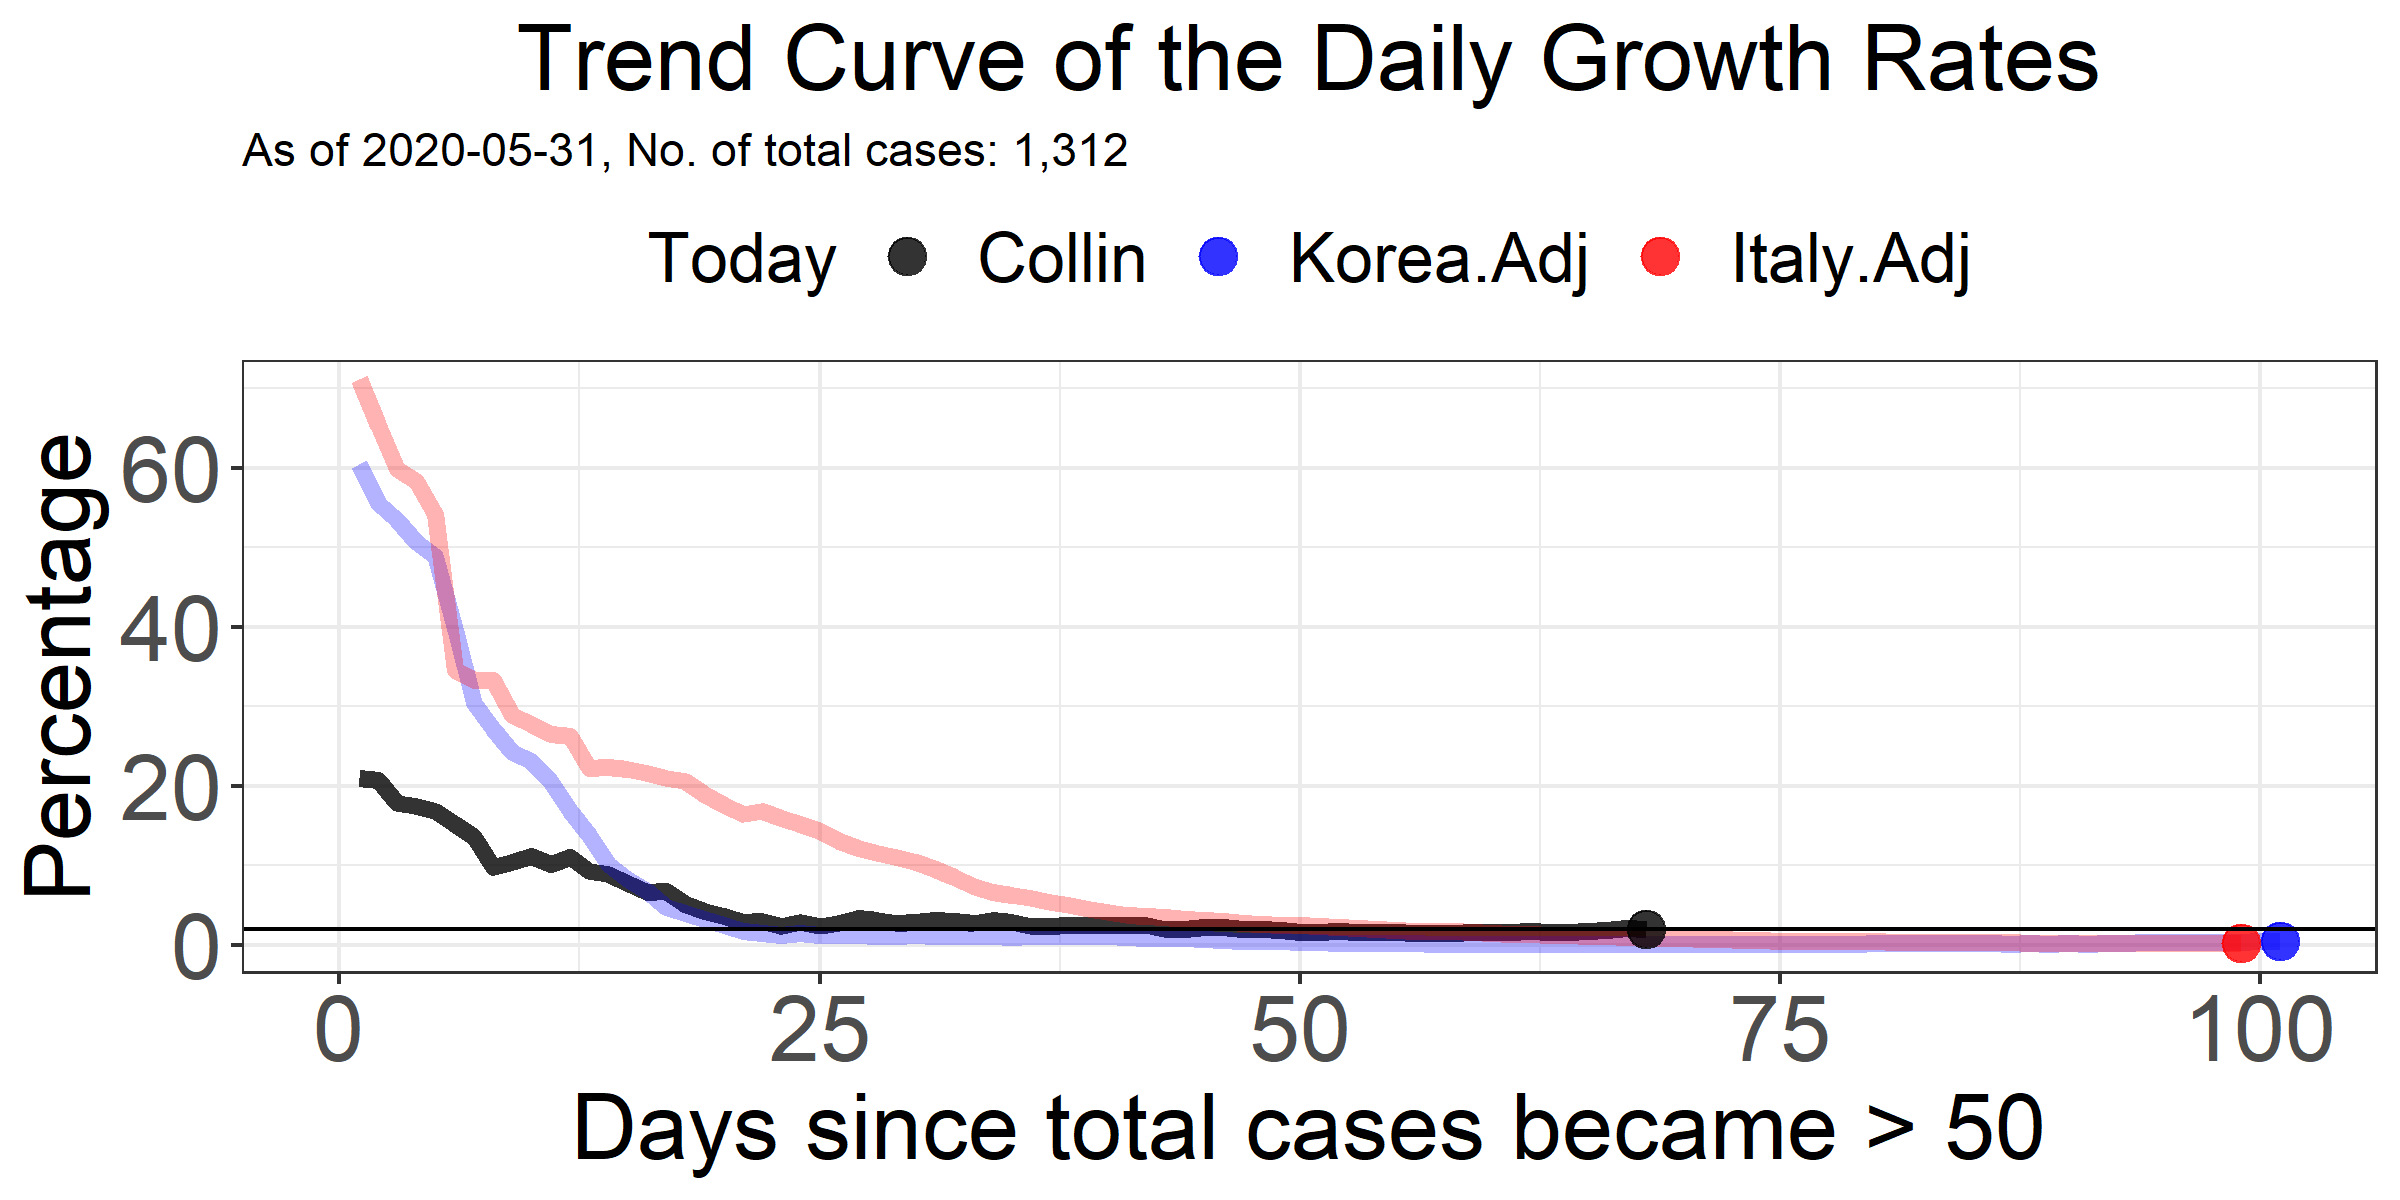 Trend Curve of the Daily Growth Rates
As of 2020-05-31, No. of total cases: 1,312
Today Collin Korea.Adj Italy.Adj
Percentage
60
40
20
0
0 25 50 75 100
Days since total cases became > 50